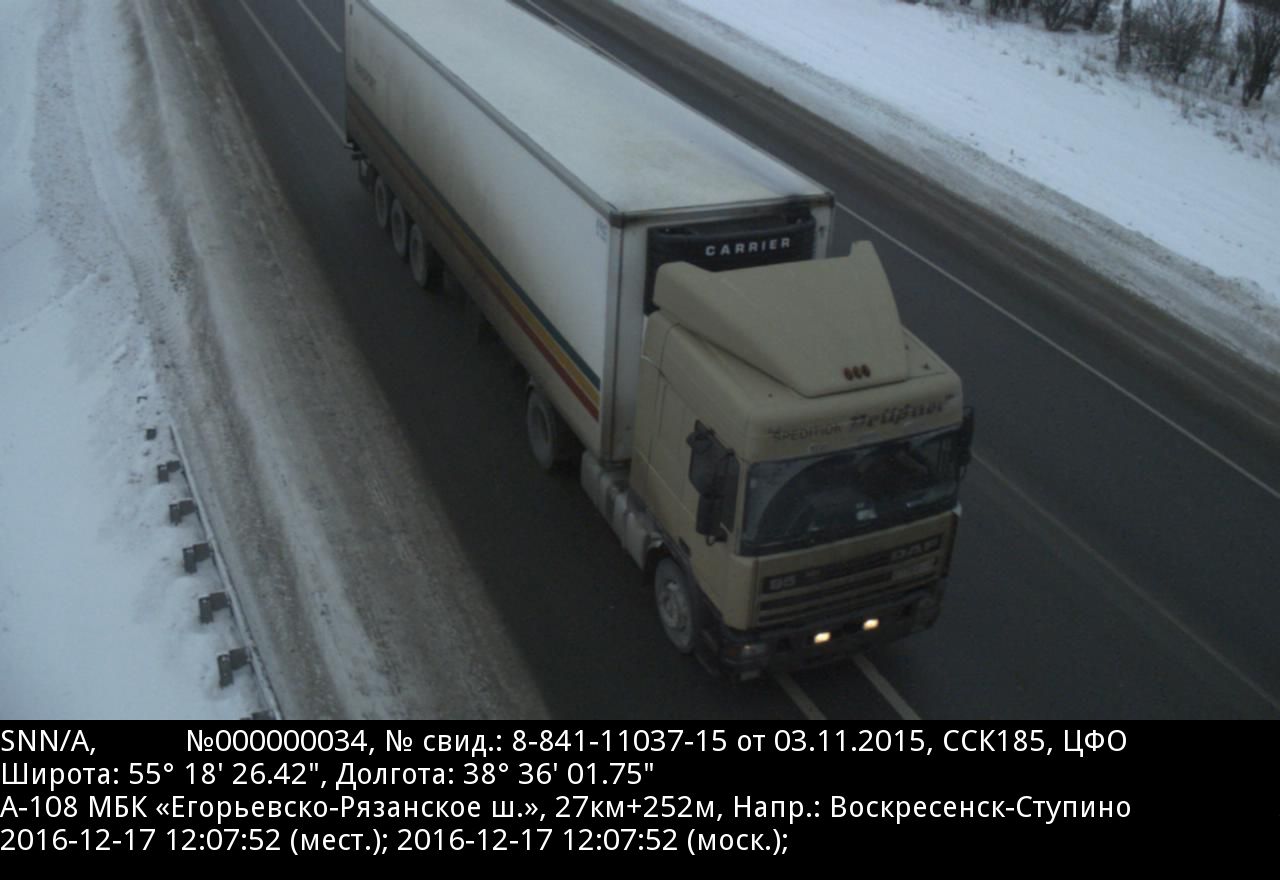 CARRIER
SPEDITION
DAF
95
SNN/A, №000000034, № свид.: 8-841-11037-15 от 03.11.2015, ССК185, ЦФО
Широта: 55° 18' 26.42", Долгота: 38° 36' 01.75"
А-108 МБК «Егорьевско-Рязанское ш.», 27км+252м, Напр.: Воскресенск-Ступино
2016-12-17 12:07:52 (мест.); 2016-12-17 12:07:52 (моск.);